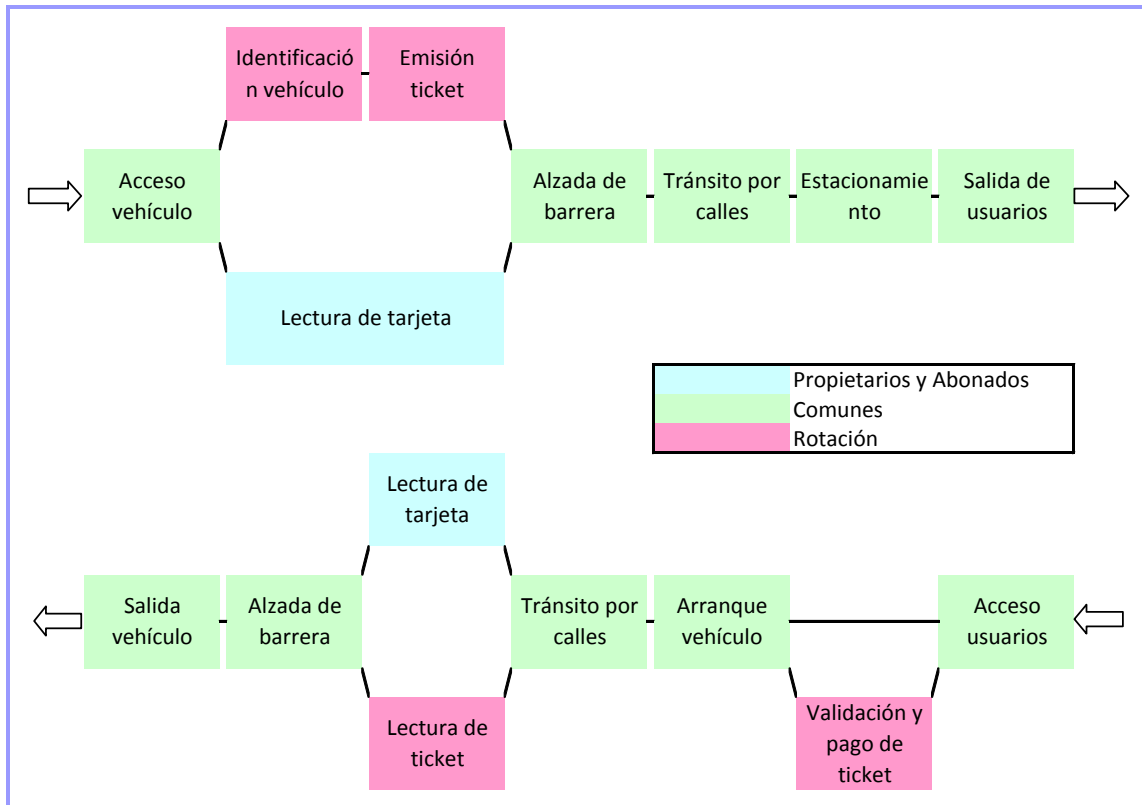 Identificació
n vehículo
Emisión
ticket
Acceso
vehículo
Alzada de
barrera
Tránsito por
calles
Estacionamie
nto
Salida de
usuarios
Lectura de tarjeta
Propietarios y Abonados
Comunes
Rotación
Lectura de
tarjeta
Salida
vehículo
Alzada de
barrera
Tránsito por
calles
Arranque
vehículo
Acceso
usuarios
Lectura de
ticket
Validación y
pago de
ticket